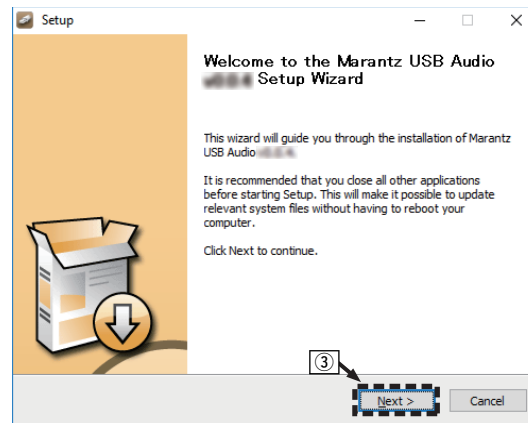 Setup
Welcome to the Marantz USB Audio
Setup Wizard
This wizard will guide you through the installation of Marantz
USB Audio
It is recommended that you close all other applications
before starting Setup. This will make it possible to update
relevant system files without having to reboot your
computer.
Click Next to continue.
③
Next >
Cancel